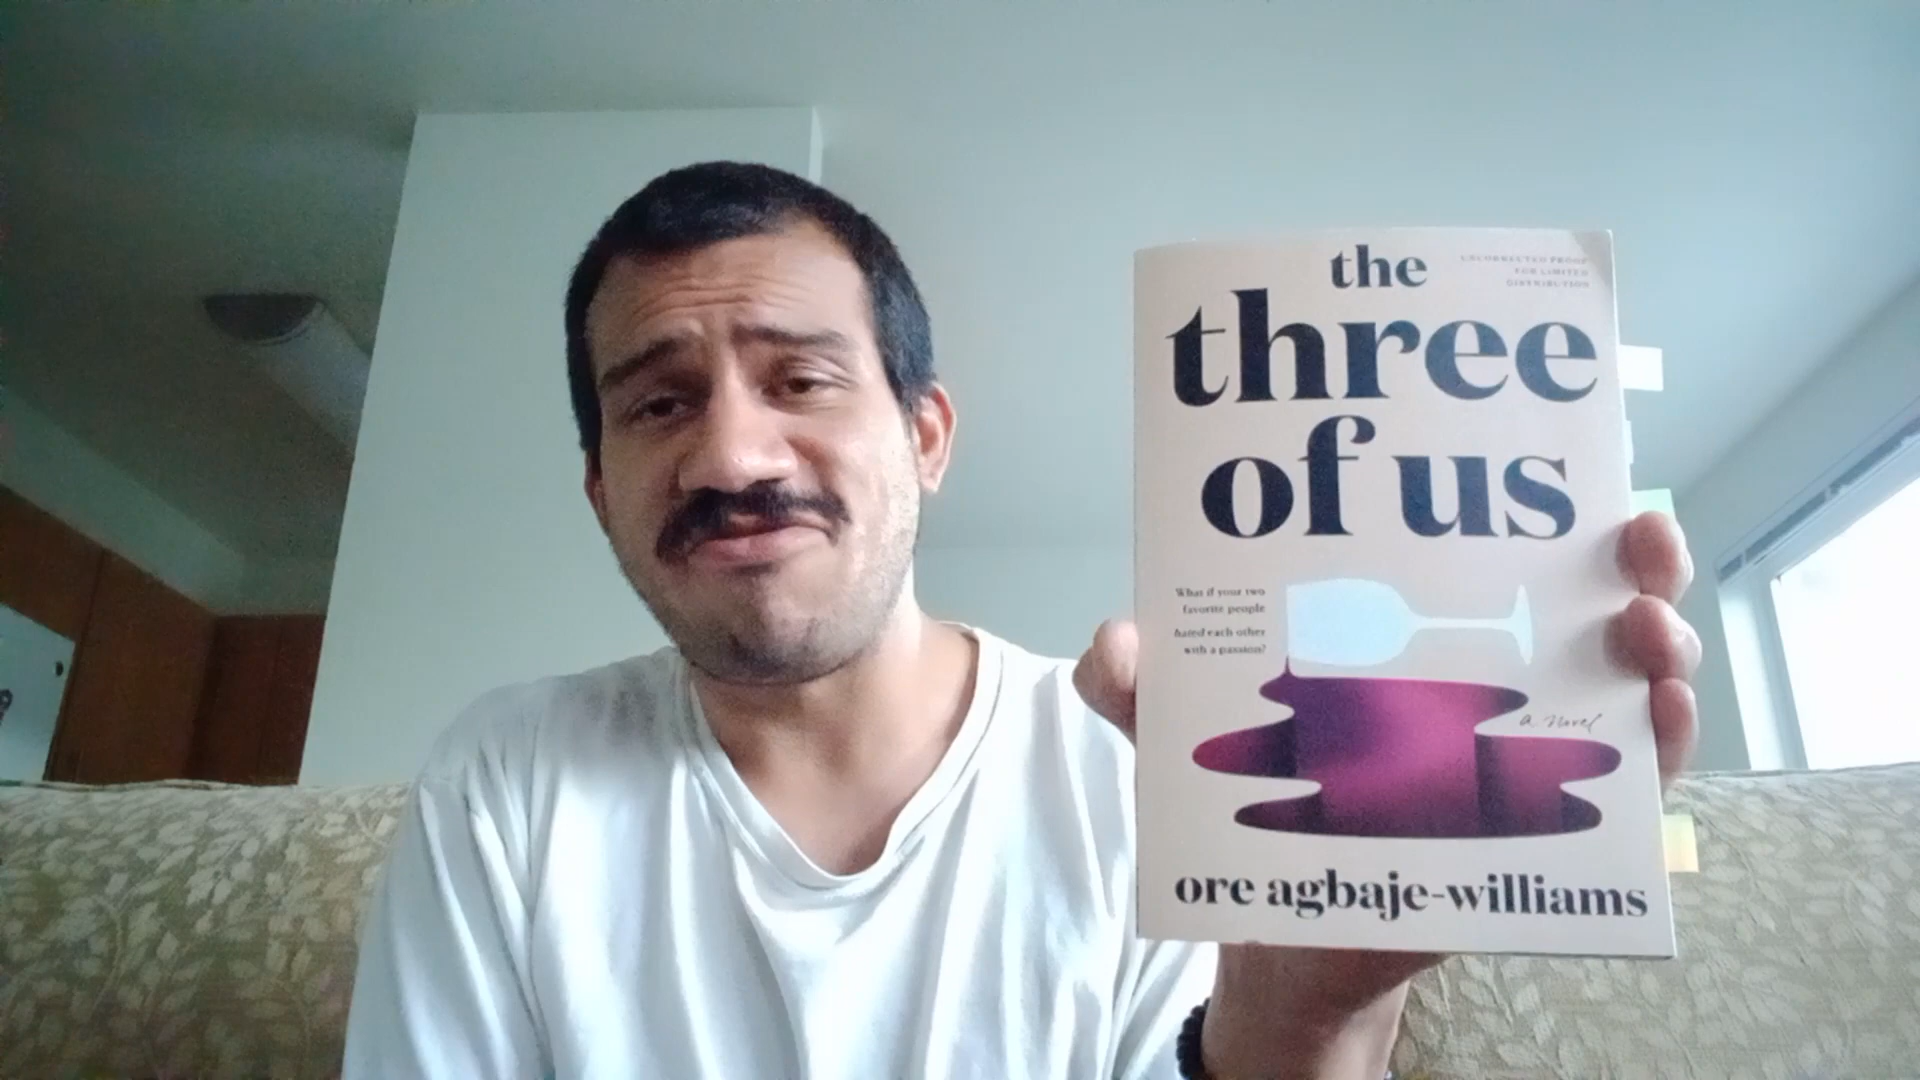 the
UNCORRECTED PROOF
FOR LIMITED
DISTRIBUTION
three
of us
What if your two
favorite people
hated each other
with a passion?
a novel
ore agbaje-williams